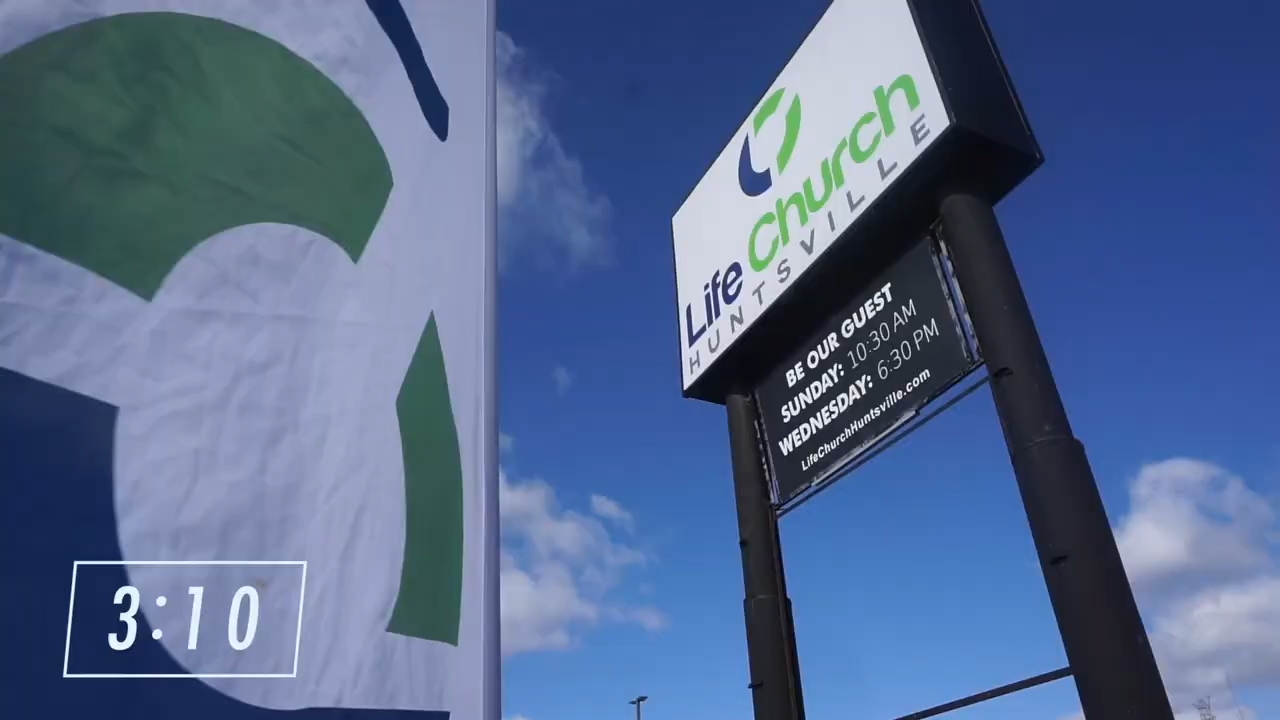 Life Church
HUNTSVILLE
BE OUR GUEST
SUNDAY: 10:30 AM
WEDNESDAY: 6:30 PM
LifeChurchHuntsville.com
3:10